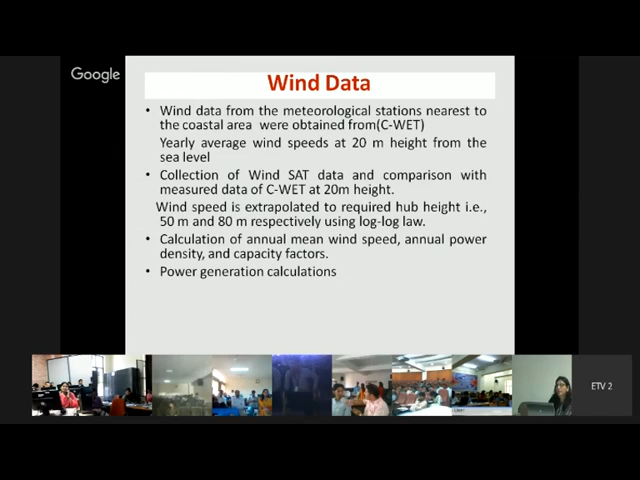 Google
Wind Data
• Wind data from the meteorological stations nearest to
the coastal area were obtained from(C-WET)
Yearly average wind speeds at 20 m height from the
sea level
• Collection of Wind SAT data and comparison with
measured data of C-WET at 20m height.
Wind speed is extrapolated to required hub height i.e.,
50 m and 80 m respectively using log-log law.
• Calculation of annual mean wind speed, annual power
density, and capacity factors.
• Power generation calculations
ETV 2